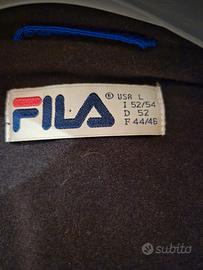 FILA
® USA L
I 52/54
D 52
F 44/46
subito